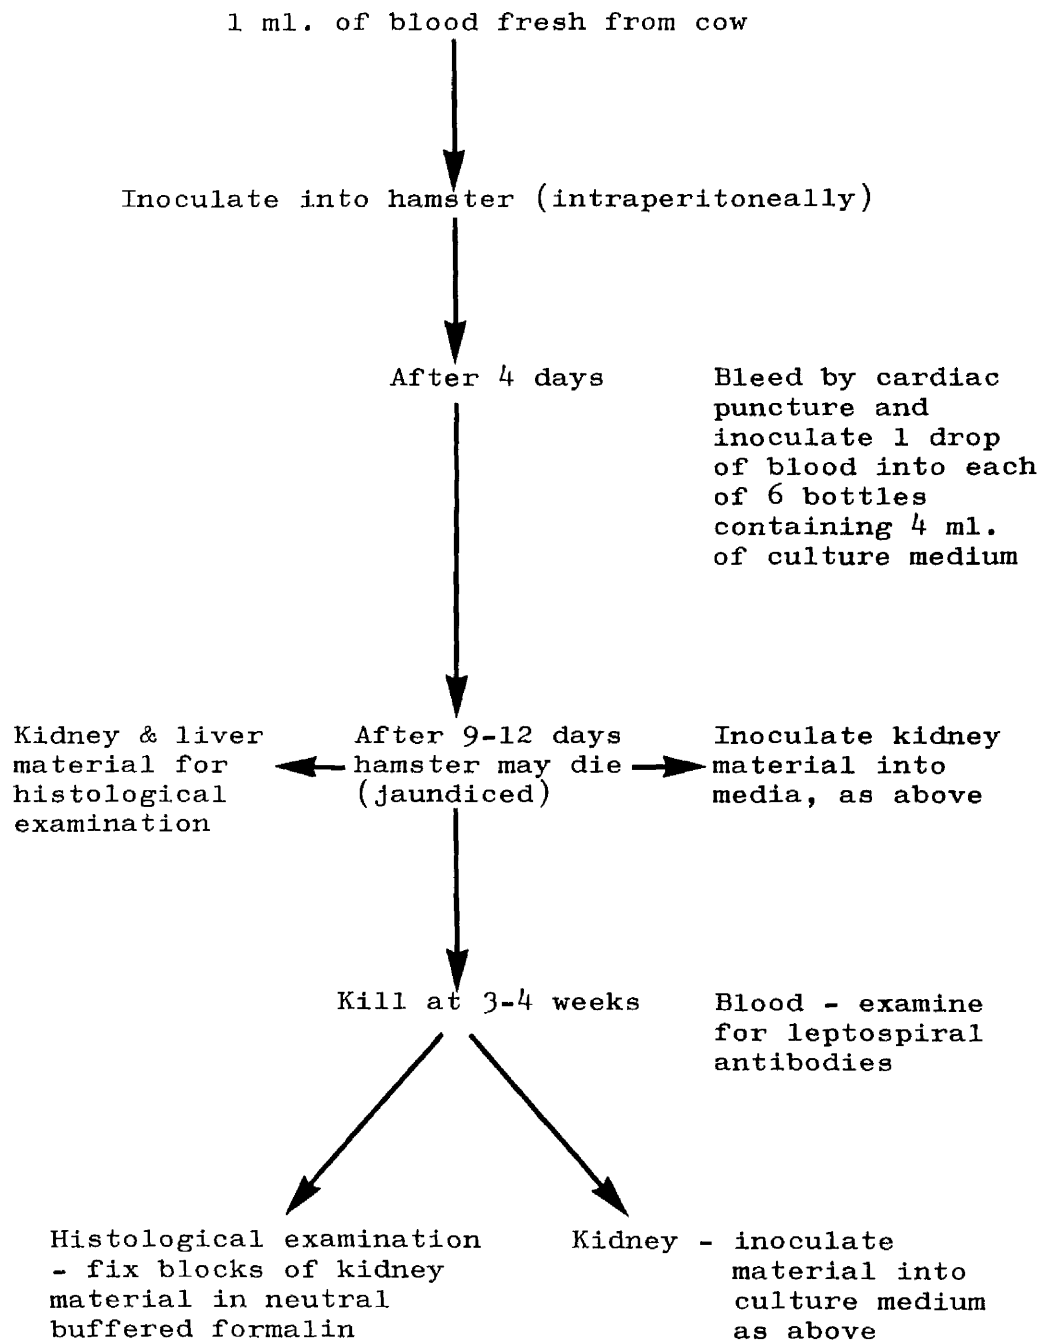 1 ml. of blood fresh from cow
Inoculate into hamster (intraperitoneally)
After 4 days
Bleed by cardiac
puncture and
inoculate 1 drop
of blood into each
of 6 bottles
containing 4 ml.
of culture medium
Kidney & liver
material for
histological
examination
After 9-12 days
hamster may die
(jaundiced)
Inoculate kidney
material into
media, as above
Kill at 3-4 weeks
Blood - examine
for leptospiral
antibodies
Histological examination
- fix blocks of kidney
material in neutral
buffered formalin
Kidney - inoculate
material into
culture medium
as above